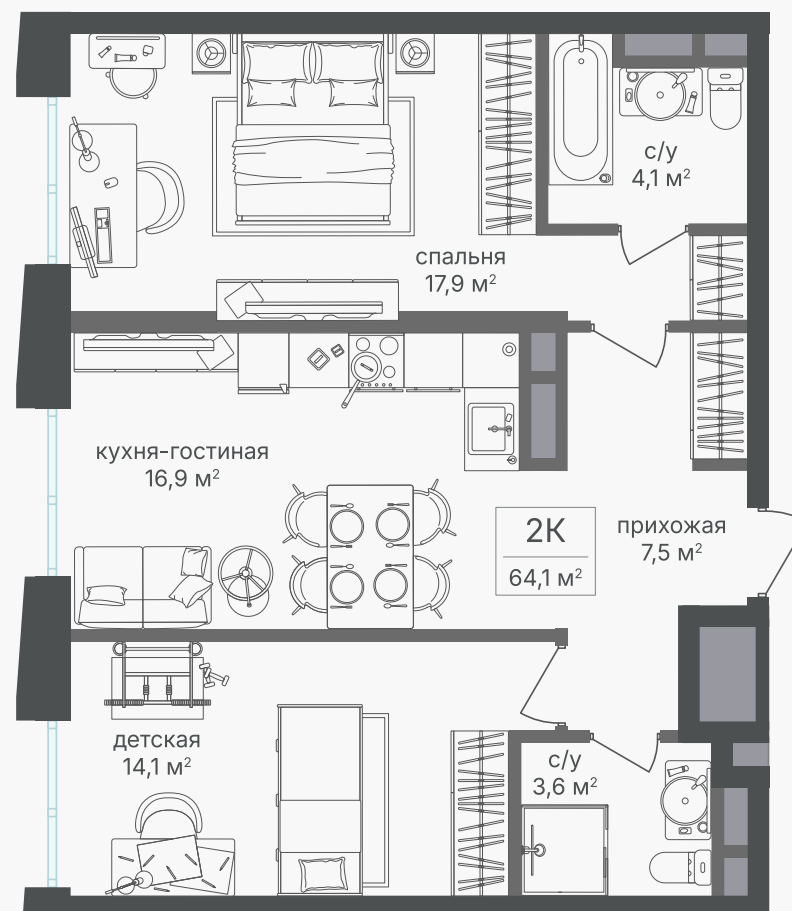 с/у
4,1 м²
спальня
17,9 м²
кухня-гостиная
16,9 м²
2К
64,1 м²
прихожая
7,5 м²
детская
14,1 м²
с/у
3,6 м²